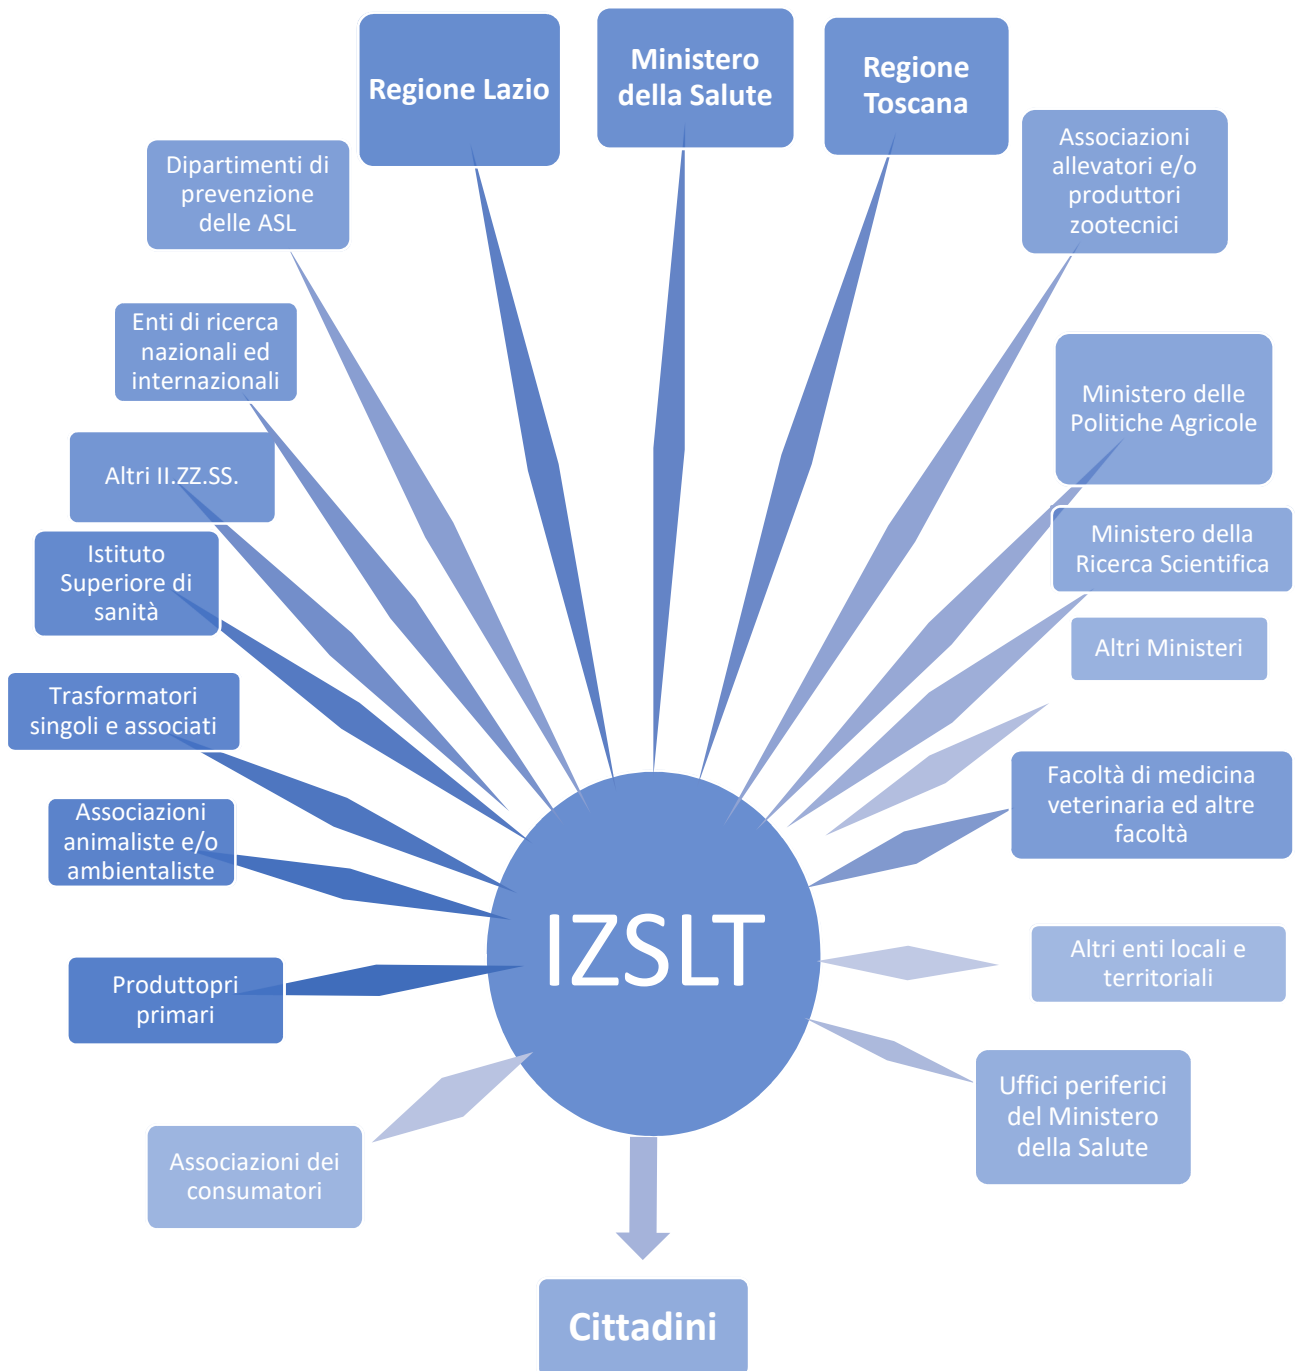 Regione Lazio
Ministero
della Salute
Regione
Toscana
Associazioni
allevatori e/o
produttori
zootecnici
Dipartimenti di
prevenzione
delle ASL
Enti di ricerca
nazionali ed
internazionali
Ministero delle
Politiche Agricole
Altri II.ZZ.SS.
Ministero della
Ricerca Scientifica
Istituto
Superiore di
sanità
Altri Ministeri
Trasformatori
singoli e associati
Facoltà di medicina
veterinaria ed altre
facoltà
Associazioni
animaliste e/o
ambientaliste
IZSLT
Altri enti locali e
territoriali
Produttopri
primari
Uffici periferici
del Ministero
della Salute
Associazioni dei
consumatori
Cittadini